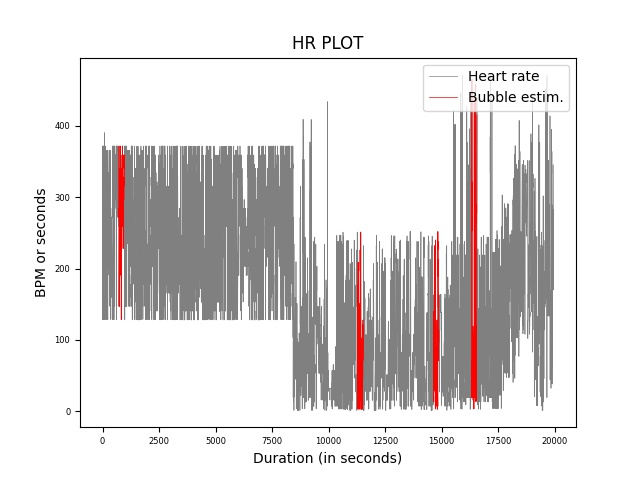 HR PLOT
Heart rate
Bubble estim.
BPM or seconds
400
300
200
100
0
0 2500 5000 7500 10000 12500 15000 17500 20000
Duration (in seconds)